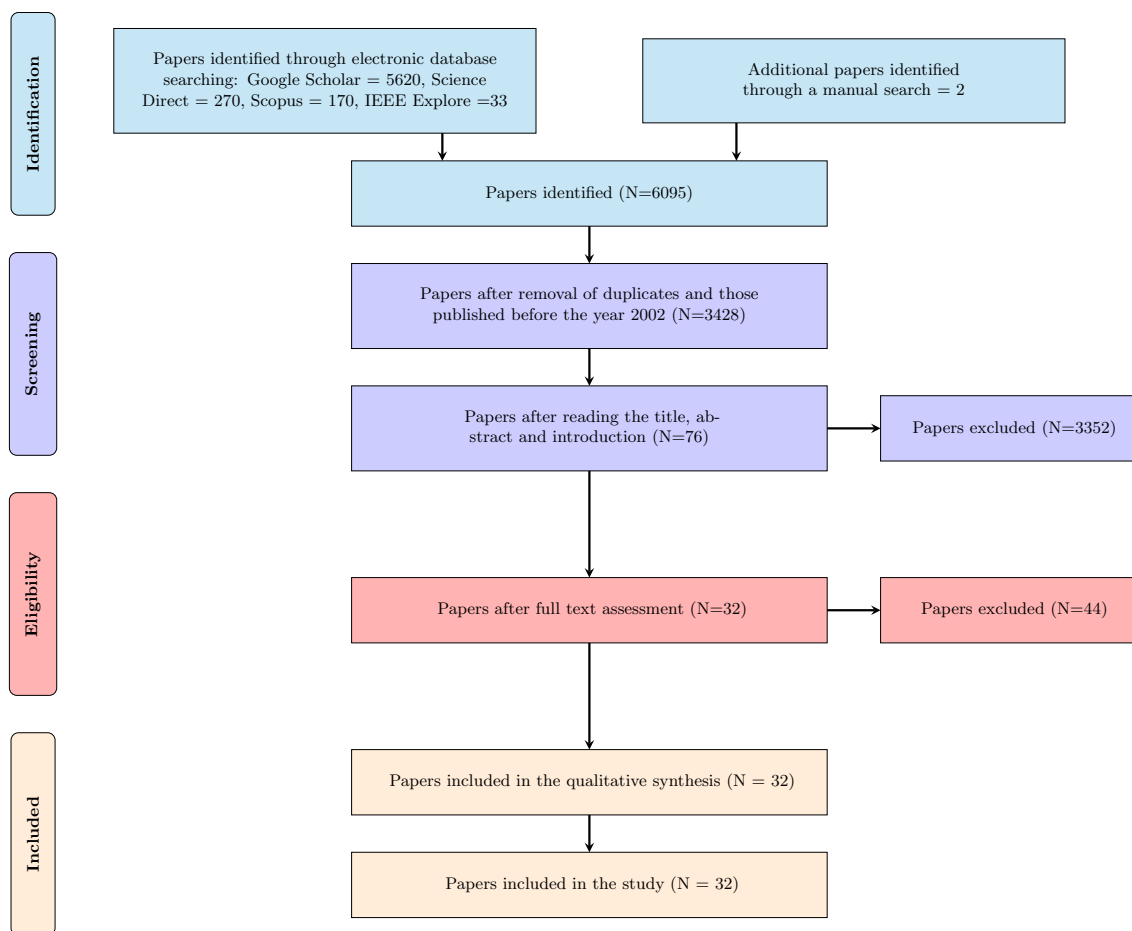 Identification
Papers identified through electronic database
searching: Google Scholar = 5620, Science
Direct = 270, Scopus = 170, IEEE Explore =33
Additional papers identified
through a manual search = 2
Papers identified (N=6095)
Screening
Papers after removal of duplicates and those
published before the year 2002 (N=3428)
Papers after reading the title, ab-
stract and introduction (N=76)
Papers excluded (N=3352)
Eligibility
Papers after full text assessment (N=32)
Papers excluded (N=44)
Included
Papers included in the qualitative synthesis (N = 32)
Papers included in the study (N = 32)